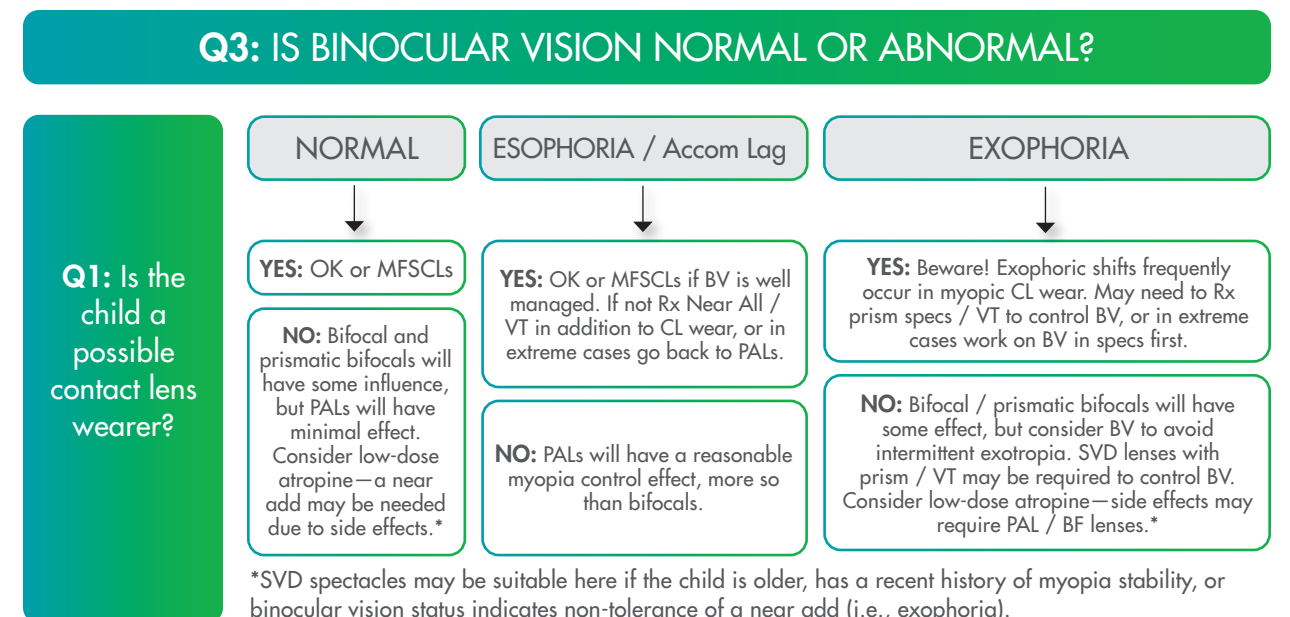 Q3: IS BINOCULAR VISION NORMAL OR ABNORMAL?
Q1: Is the
child a
possible
contact lens
wearer?
NORMAL
ESOPHORIA / Accom Lag
EXOPHORIA
YES: OK or MFSCLs
NO: Bifocal and
prismatic bifocals will
have some influence,
but PALs will have
minimal effect.
Consider low-dose
atropine—a near
add may be needed
due to side effects.*
YES: OK or MFSCLs if BV is well
managed. If not Rx Near All /
VT in addition to CL wear, or in
extreme cases go back to PALs.
NO: PALs will have a reasonable
myopia control effect, more so
than bifocals.
YES: Beware! Exophoric shifts frequently
occur in myopic CL wear. May need to Rx
prism specs / VT to control BV, or in extreme
cases work on BV in specs first.
NO: Bifocal / prismatic bifocals will have
some effect, but consider BV to avoid
intermittent exotropia. SVD lenses with
prism / VT may be required to control BV.
Consider low-dose atropine—side effects may
require PAL / BF lenses.*
*SVD spectacles may be suitable here if the child is older, has a recent history of myopia stability, or
binocular vision status indicates non-tolerance of a near add (i.e., exophoria).